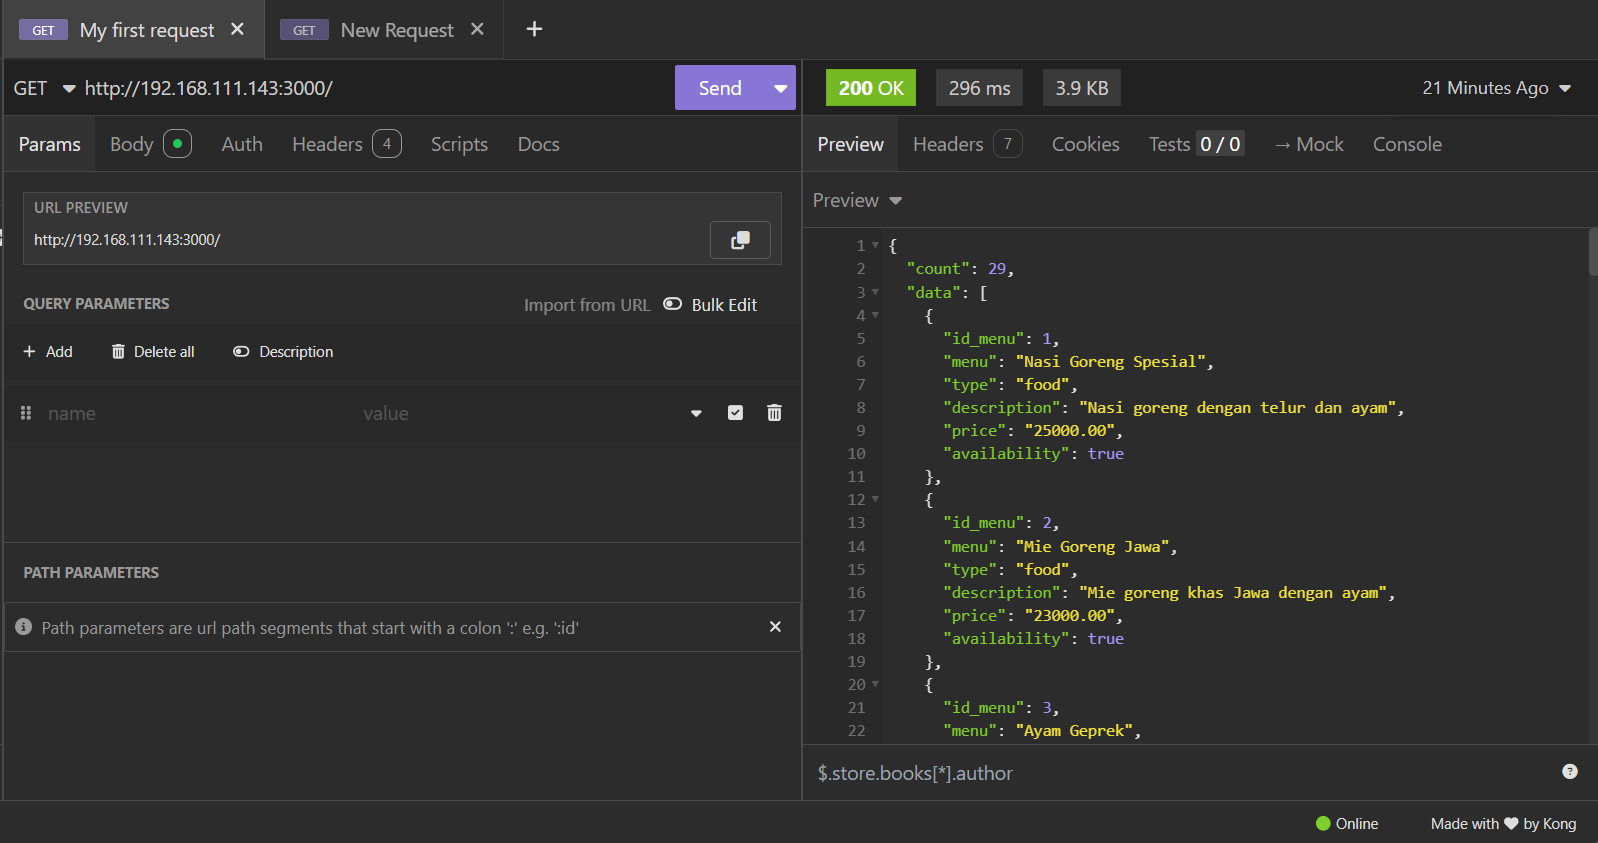 GET My first request GET New Request
GET http://192.168.111.143:3000/ Send 200 OK 296 ms 3.9 KB 21 Minutes Ago
Params Body Auth Headers 4 Scripts Docs
Preview Headers 7 Cookies Tests 0 / 0 → Mock Console
URL PREVIEW
http://192.168.111.143:3000/
QUERY PARAMETERS Import from URL Bulk Edit
Add Delete all Description
name value
PATH PARAMETERS
Path parameters are url path segments that start with a colon ':' e.g. ':id'
Preview
1 {
2 "count": 29,
3 "data": [
4 {
5 "id_menu": 1,
6 "menu": "Nasi Goreng Spesial",
7 "type": "food",
8 "description": "Nasi goreng dengan telur dan ayam",
9 "price": "25000.00",
10 "availability": true
11 },
12 {
13 "id_menu": 2,
14 "menu": "Mie Goreng Jawa",
15 "type": "food",
16 "description": "Mie goreng khas Jawa dengan ayam",
17 "price": "23000.00",
18 "availability": true
19 },
20 {
21 "id_menu": 3,
22 "menu": "Ayam Geprek",
$.store.books[*].author
Online Made with ♥ by Kong